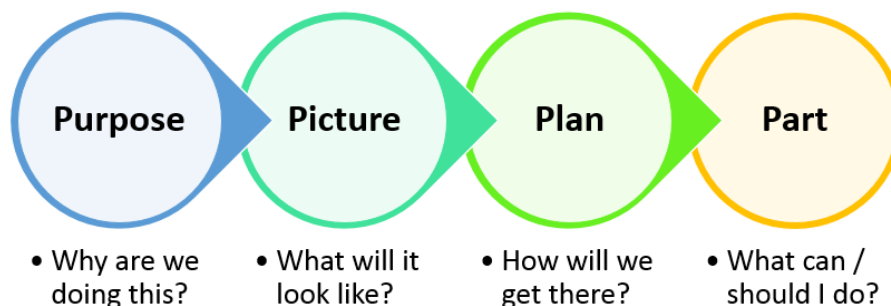 Purpose
Picture
Plan
Part
• Why are we
doing this?
• What will it
look like?
• How will we
get there?
• What can /
should I do?